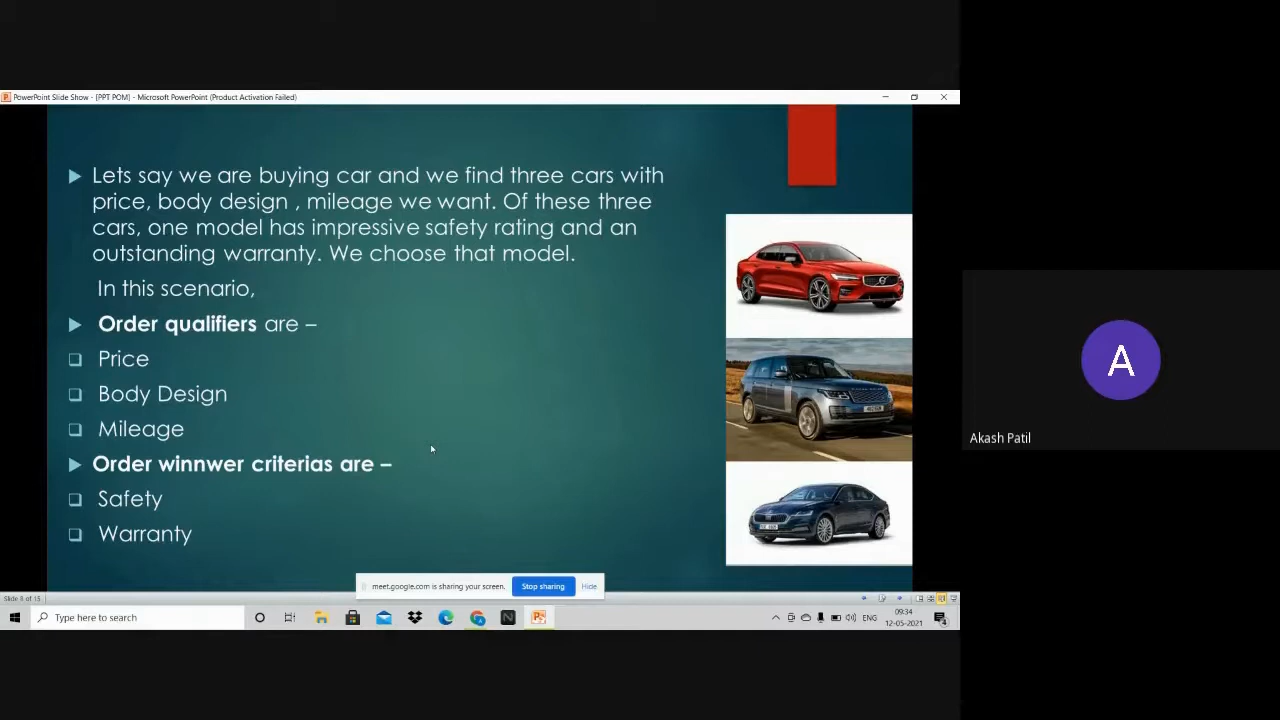 PowerPoint Slide Show - [PPT POM] - Microsoft PowerPoint (Product Activation Failed)
Lets say we are buying car and we find three cars with
price, body design , mileage we want. Of these three
cars, one model has impressive safety rating and an
outstanding warranty. We choose that model.
In this scenario,
Order qualifiers are –
Price
Body Design
Mileage
Order winnwer criterias are –
Safety
Warranty
meet.google.com is sharing your screen.
Stop sharing
Hide
Slide 8 of 15
Type here to search
ENG
09:34
12-05-2021
4
A
Akash Patil